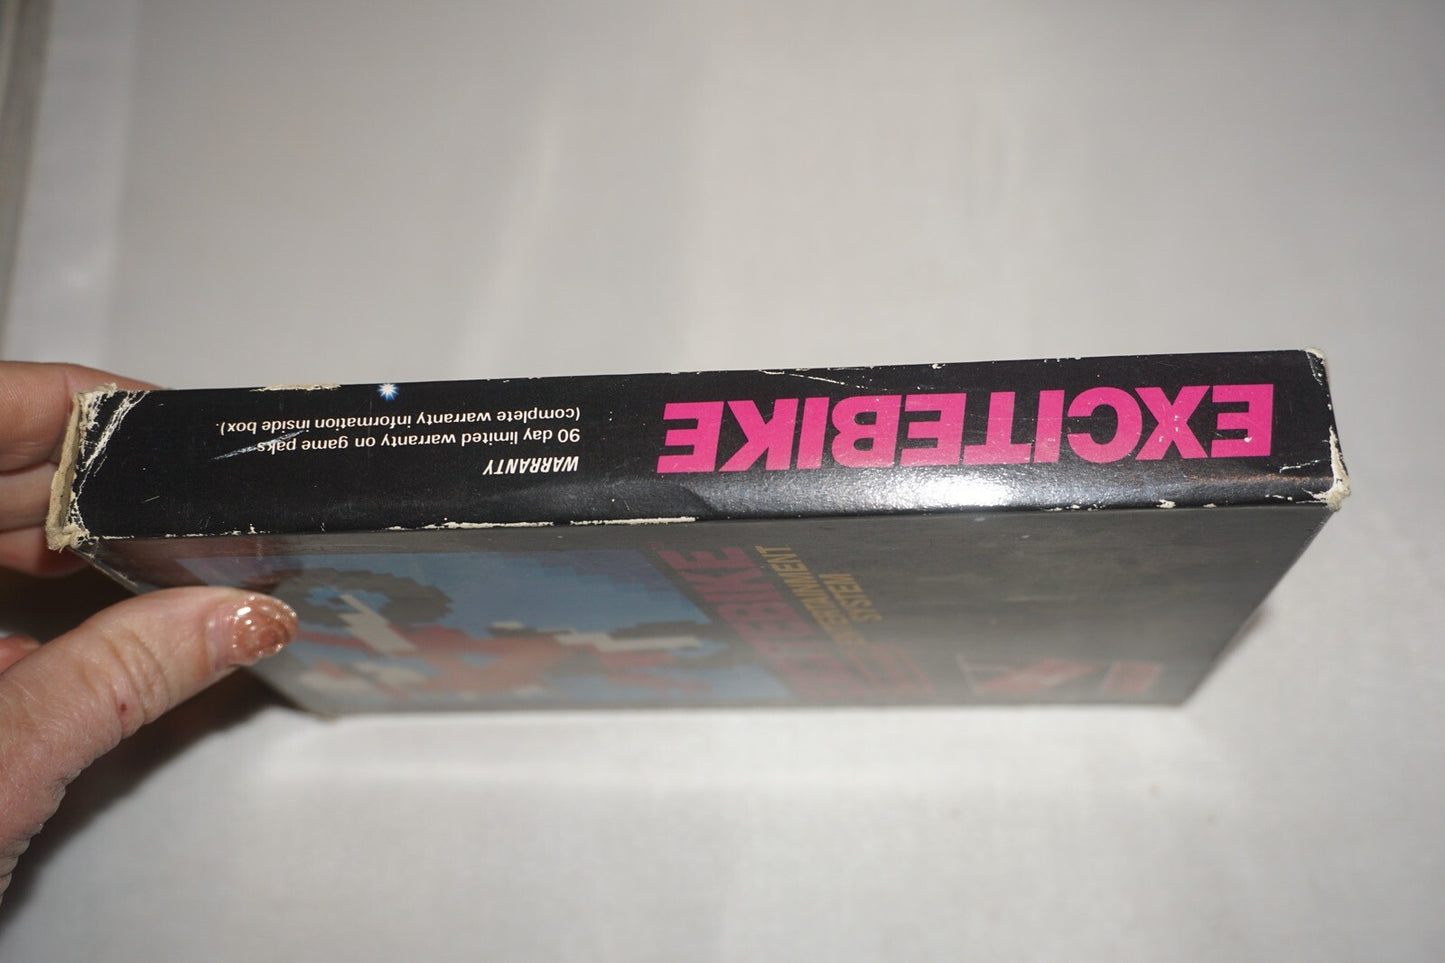 EXCITEBIKE
WARRANTY
90 day limited warranty on game paks
(complete warranty information inside box).
EXCITEBIKE
ENTERTAINMENT
SYSTEM